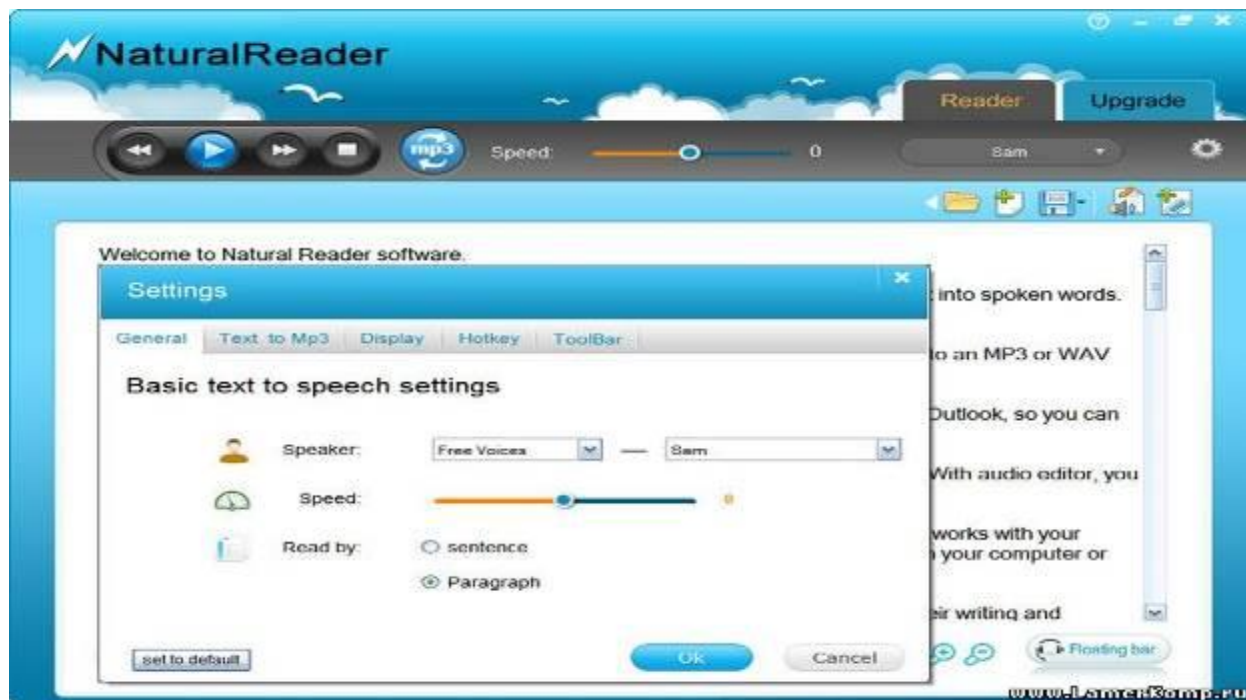 NaturalReader
Reader
Upgrade
mp3
Speed:
0
Sam
Welcome to Natural Reader software.
into spoken words.
to an MP3 or WAV
Outlook, so you can
With audio editor, you
works with your
your computer or
eir writing and
Settings
General Text to Mp3 Display Hotkey ToolBar
Basic text to speech settings
Speaker: Free Voices — Sam
Speed: 0
Read by: sentence
Paragraph
set to default Ok Cancel
Floating bar